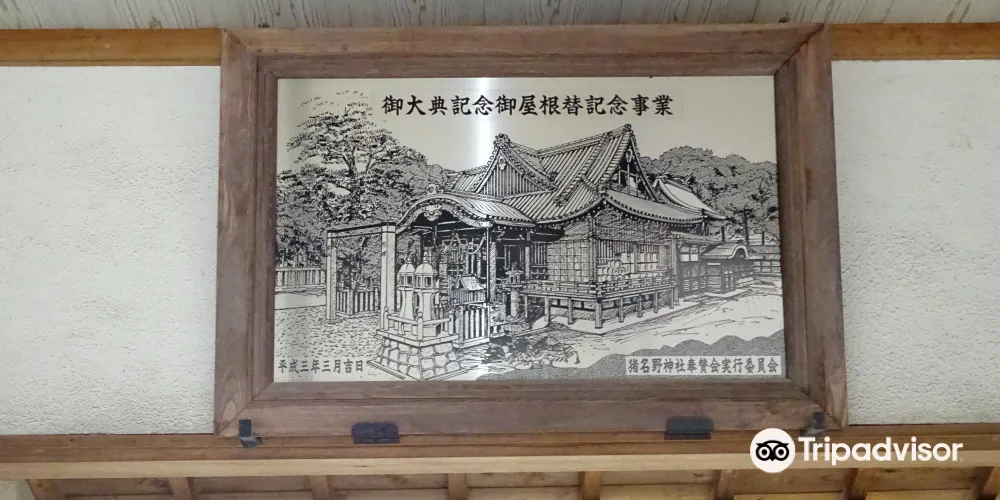 御大典記念御屋根替記念事業
平成三年三月吉日
猪名野神社奉賛会実行委員会
Tripadvisor